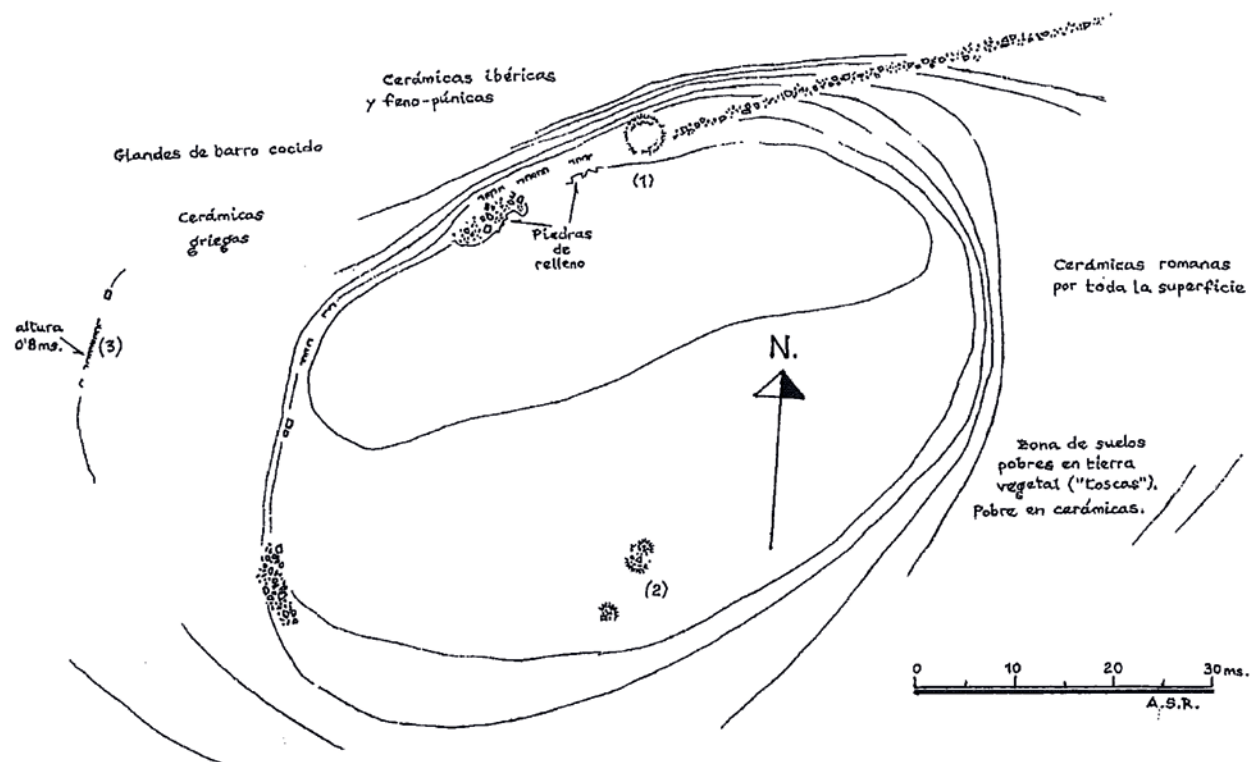 Cerámicas ibéricas
y feno-púnicas
Glandes de barro cocido
(1)
Cerámicas
griegas
Piedras
de
relleno
Cerámicas romanas
por toda la superficie
altura
0'8ms.
(3)
N.
Zona de suelos
pobres en tierra
vegetal ("toscas").
Pobre en cerámicas.
(2)
0 10 20 30 ms.
A.S.R.